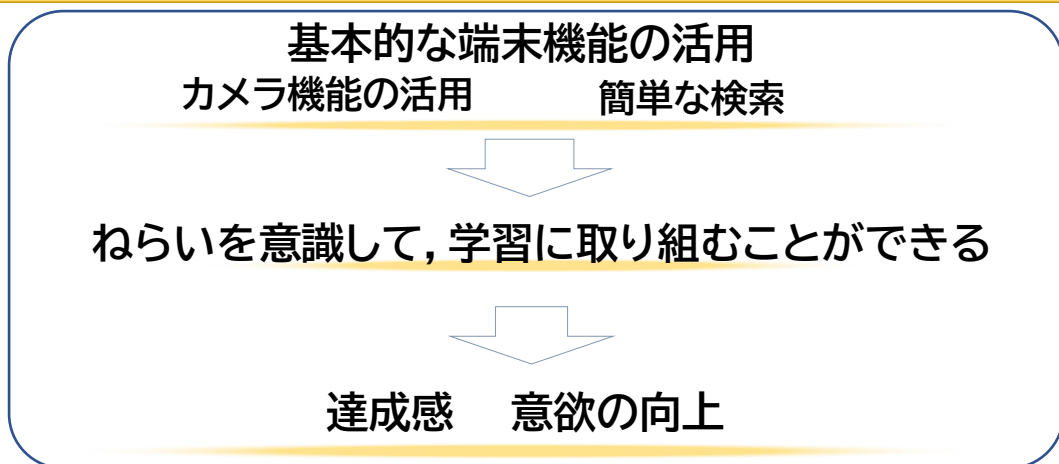 基本的な端末機能の活用
カメラ機能の活用 簡単な検索
ねらいを意識して,学習に取り組むことができる
達成感 意欲の向上